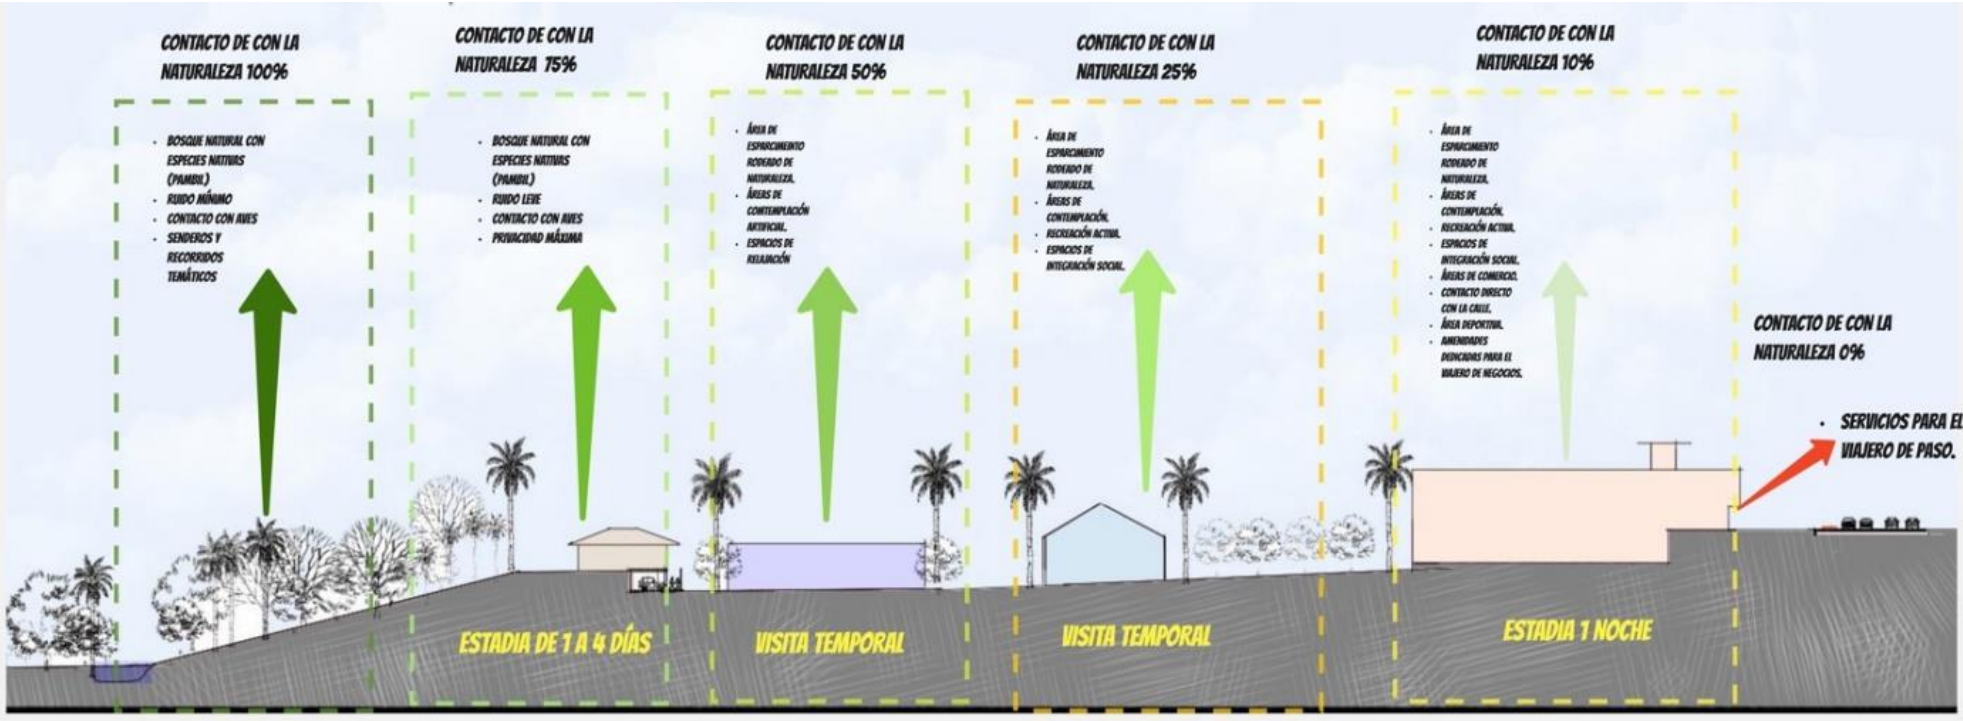 CONTACTO DE CON LA
NATURALEZA 100%
• BOSQUE NATURAL CON
ESPECIES NATIVAS
(PAMBIL)
• RUIDO MÍNIMO
• CONTACTO CON AVES
• SENDEROS Y
RECORRIDOS
TEMÁTICOS
CONTACTO DE CON LA
NATURALEZA 75%
• BOSQUE NATURAL CON
ESPECIES NATIVAS
(PAMBIL)
• RUIDO LEVE
• CONTACTO CON AVES
• PRIVACIDAD MÁXIMA
ESTADIA DE 1 A 4 DÍAS
CONTACTO DE CON LA
NATURALEZA 50%
• ÁREA DE
ESPARCIMIENTO
RODEADO DE
NATURALEZA.
• ÁREAS DE
CONTEMPLACIÓN
ARTIFICIAL.
• ESPACIOS DE
RELAJACIÓN
VISITA TEMPORAL
CONTACTO DE CON LA
NATURALEZA 25%
• ÁREA DE
ESPARCIMIENTO
RODEADO DE
NATURALEZA.
• ÁREAS DE
CONTEMPLACIÓN.
• RECREACIÓN ACTIVA.
• ESPACIOS DE
INTEGRACIÓN SOCIAL.
VISITA TEMPORAL
CONTACTO DE CON LA
NATURALEZA 10%
• ÁREA DE
ESPARCIMIENTO
RODEADO DE
NATURALEZA.
• ÁREAS DE
CONTEMPLACIÓN.
• RECREACIÓN ACTIVA.
• ESPACIOS DE
INTEGRACIÓN SOCIAL.
• ÁREAS DE COMERCIO.
• CONTACTO DIRECTO
CON LA CALLE.
• ÁREA DEPORTIVA.
• AMENIDADES
DEDICADAS PARA EL
VIAJERO DE NEGOCIOS.
ESTADIA 1 NOCHE
CONTACTO DE CON LA
NATURALEZA 0%
• SERVICIOS PARA EL
VIAJERO DE PASO.